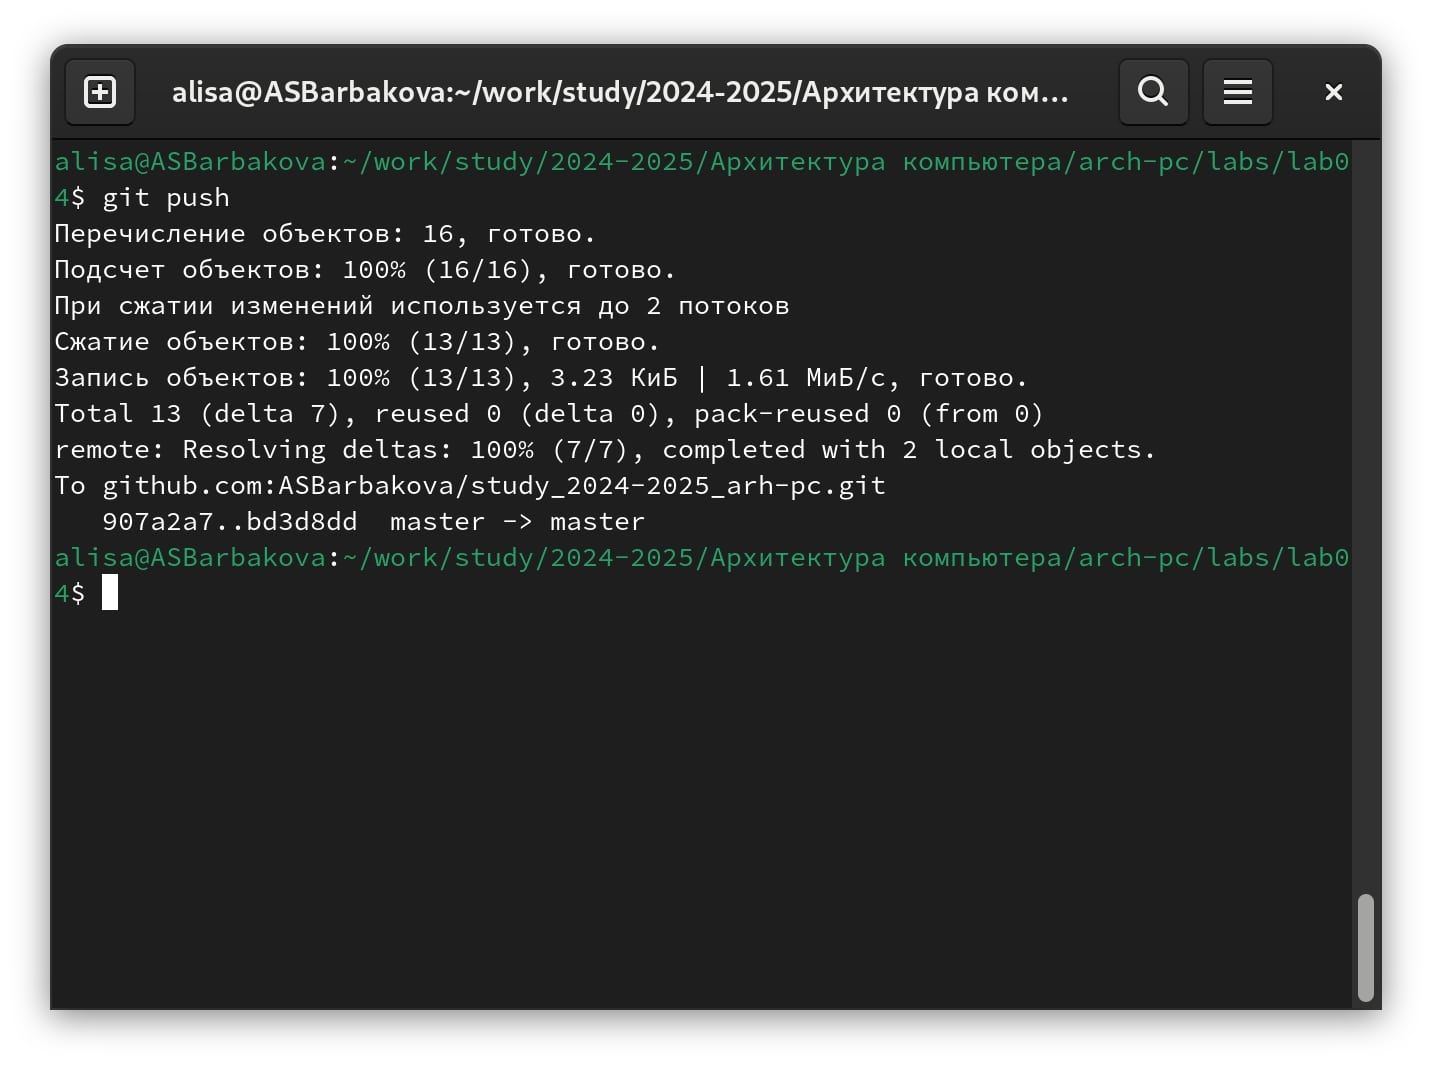 alisa@ASBarbakova:~/work/study/2024-2025/Архитектура ком...
alisa@ASBarbakova:~/work/study/2024-2025/Архитектура компьютера/arch-pc/labs/lab0
4$ git push
Перечисление объектов: 16, готово.
Подсчет объектов: 100% (16/16), готово.
При сжатии изменений используется до 2 потоков
Сжатие объектов: 100% (13/13), готово.
Запись объектов: 100% (13/13), 3.23 КиБ | 1.61 МиБ/с, готово.
Total 13 (delta 7), reused 0 (delta 0), pack-reused 0 (from 0)
remote: Resolving deltas: 100% (7/7), completed with 2 local objects.
To github.com:ASBarbakova/study_2024-2025_arh-pc.git
   907a2a7..bd3d8dd  master -> master
alisa@ASBarbakova:~/work/study/2024-2025/Архитектура компьютера/arch-pc/labs/lab0
4$